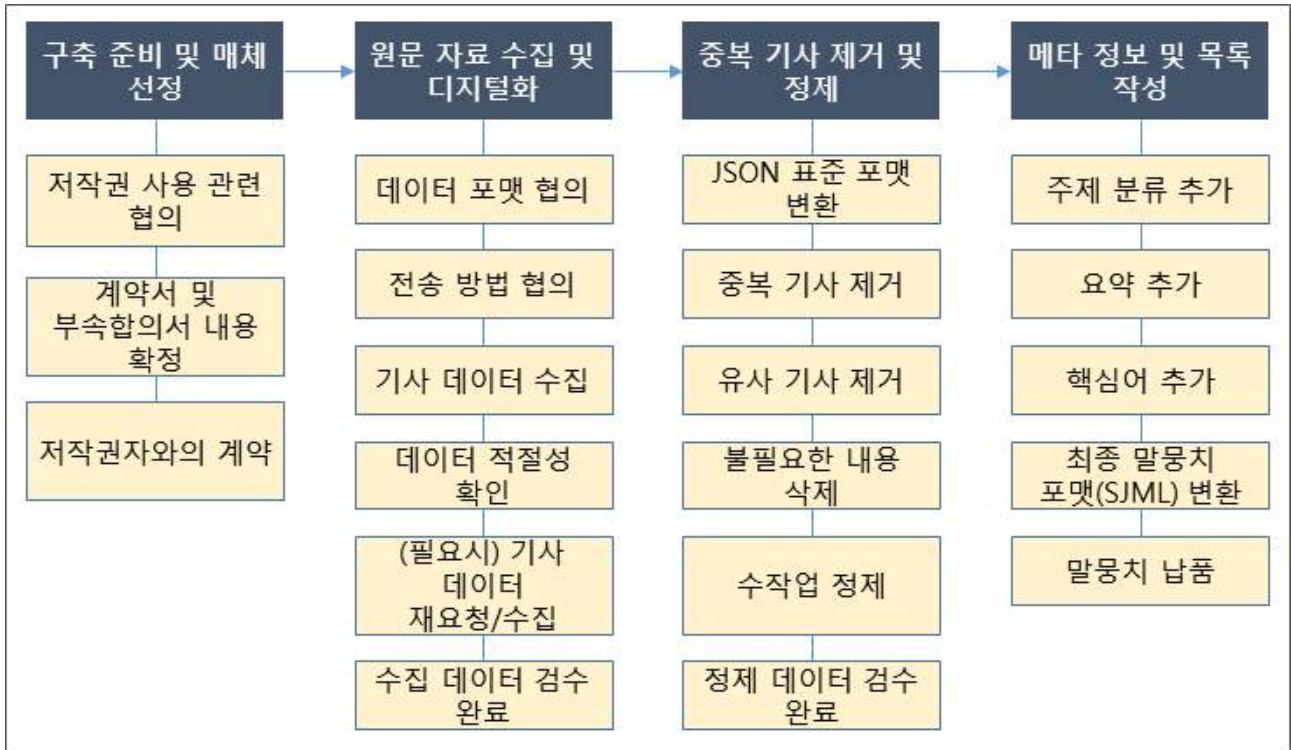 구축 준비 및 매체
선정
저작권 사용 관련
협의
계약서 및
부속합의서 내용
확정
저작권자와의 계약
원문 자료 수집 및
디지털화
데이터 포맷 협의
전송 방법 협의
기사 데이터 수집
데이터 적절성
확인
(필요시) 기사
데이터
재요청/수집
수집 데이터 검수
완료
중복 기사 제거 및
정제
JSON 표준 포맷
변환
중복 기사 제거
유사 기사 제거
불필요한 내용
삭제
수작업 정제
정제 데이터 검수
완료
메타 정보 및 목록
작성
주제 분류 추가
요약 추가
핵심어 추가
최종 말뭉치
포맷(SJML) 변환
말뭉치 납품